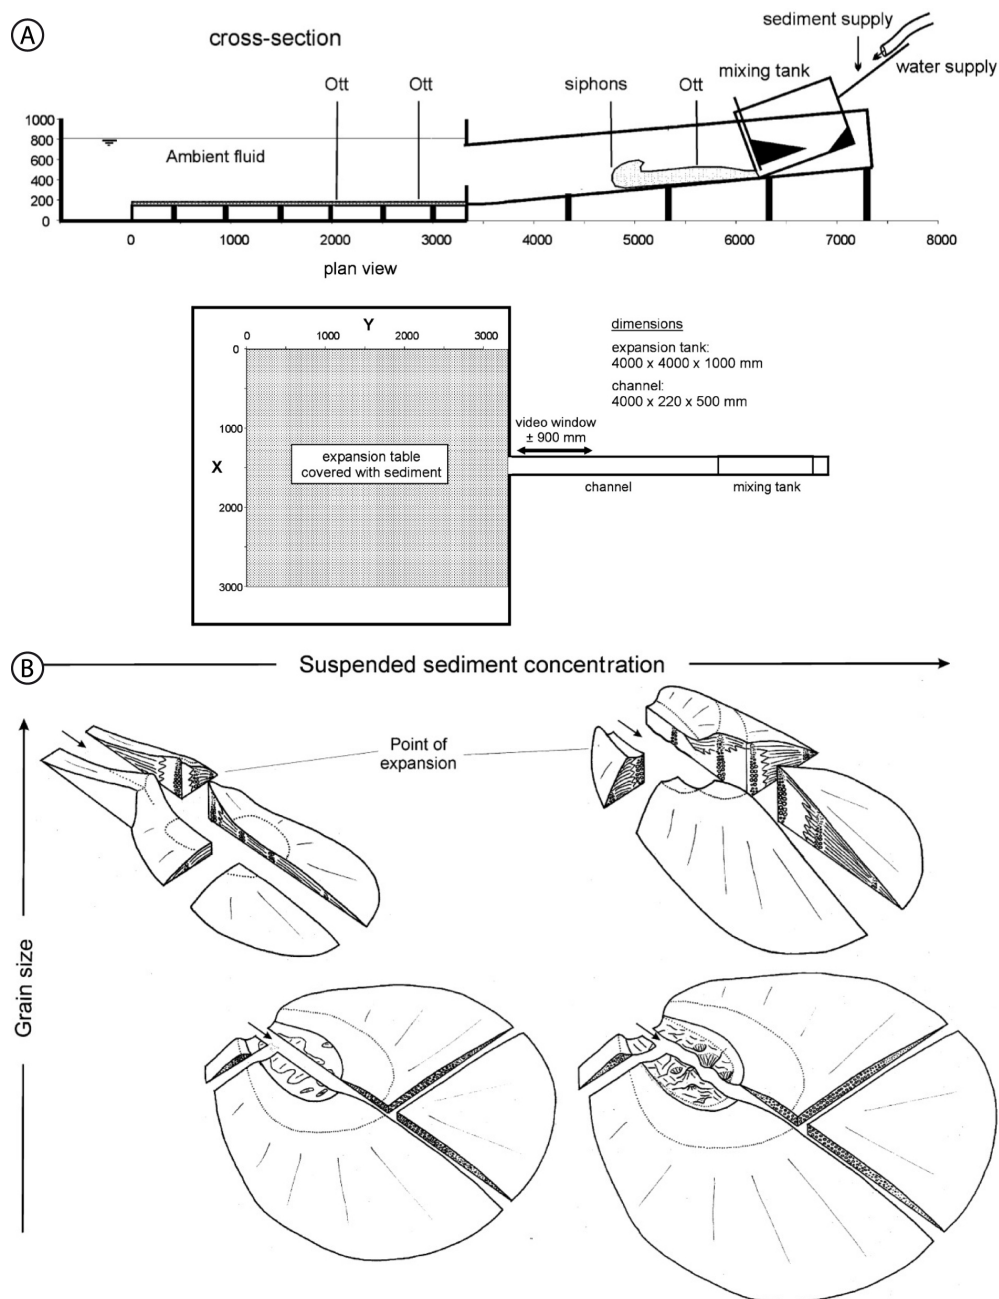 A
cross-section
sediment supply
water supply
mixing tank
Ott
Ott
siphons
Ott
1000
800
600
400
200
0
Ambient fluid
0
1000
2000
3000
4000
5000
6000
7000
8000
plan view
Y
0
1000
2000
3000
0
1000
X
2000
3000
expansion table
covered with sediment
dimensions
expansion tank:
4000 x 4000 x 1000 mm
channel:
4000 x 220 x 500 mm
video window
± 900 mm
channel
mixing tank
B
Suspended sediment concentration
Point of
expansion
Grain size